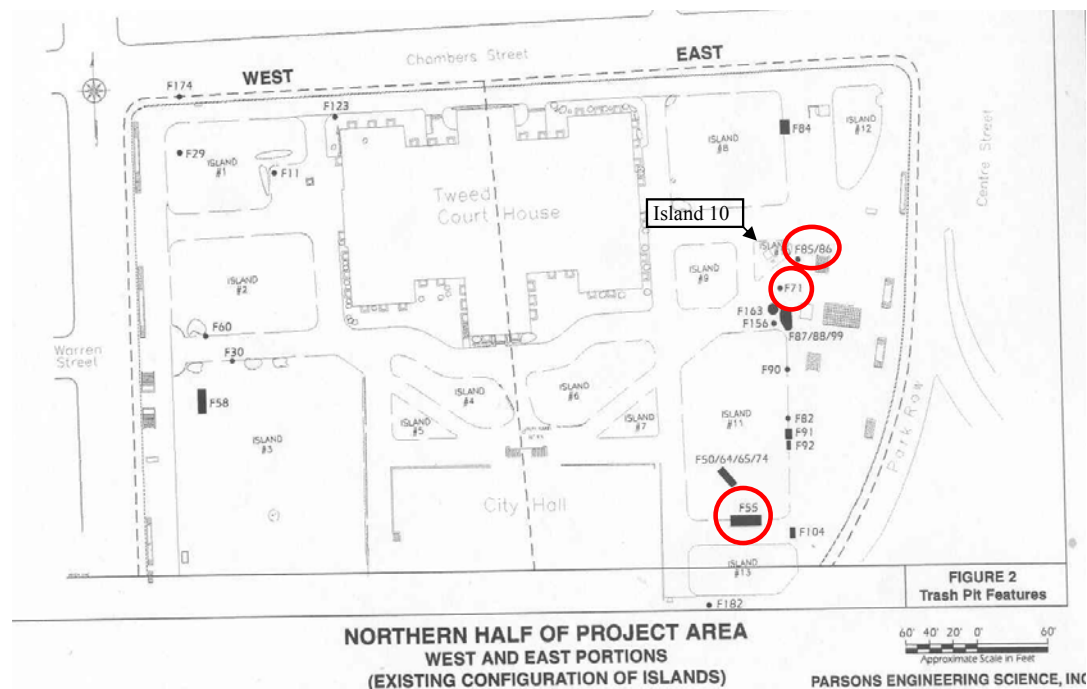 Chambers Street
WEST
EAST
F174
F123
F84
ISLAND
#12
ISLAND
#8
F29
ISLAND
#1
F11
Centre Street
Tweed
Court House
Island 10
ISLAND
F85/86
ISLAND
#9
F71
ISLAND
#2
F163
F156
F87/88/99
F60
Warren
Street
F30
F90
F58
ISLAND
#4
ISLAND
#6
ISLAND
#5
ISLAND
#7
ISLAND
#11
F82
F91
F92
ISLAND
#3
Park Row
F50/64/65/74
City Hall
F55
F104
ISLAND
#13
F182
FIGURE 2
Trash Pit Features
NORTHERN HALF OF PROJECT AREA
WEST AND EAST PORTIONS
(EXISTING CONFIGURATION OF ISLANDS)
60' 40' 20' 0' 60'
Approximate Scale in Feet
PARSONS ENGINEERING SCIENCE, INC